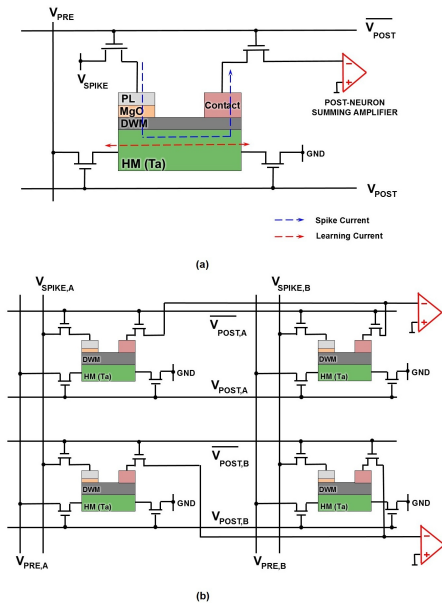 V_PRE
V_POST
V_SPIKE
PL
MgO
DWM
Contact
HM (Ta)
POST-NEURON
SUMMING AMPLIFIER
GND
V_POST
Spike Current
Learning Current
(a)
V_SPIKE,A
V_SPIKE,B
V_POST,A
DWM
HM (Ta)
GND
DWM
HM (Ta)
GND
V_POST,A
V_POST,B
DWM
HM (Ta)
GND
DWM
HM (Ta)
GND
V_POST,B
V_PRE,A
V_PRE,B
(b)